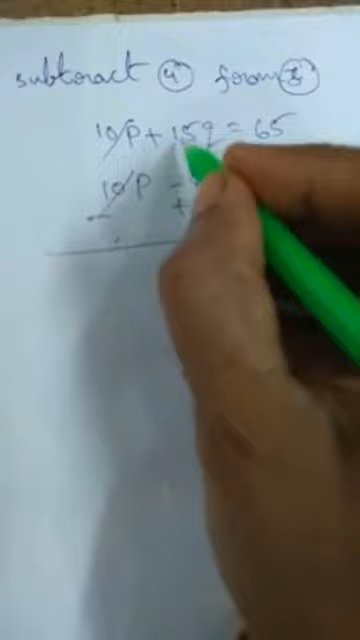 subtract 4 from 3
10p + 15q = 65
10p -
- +